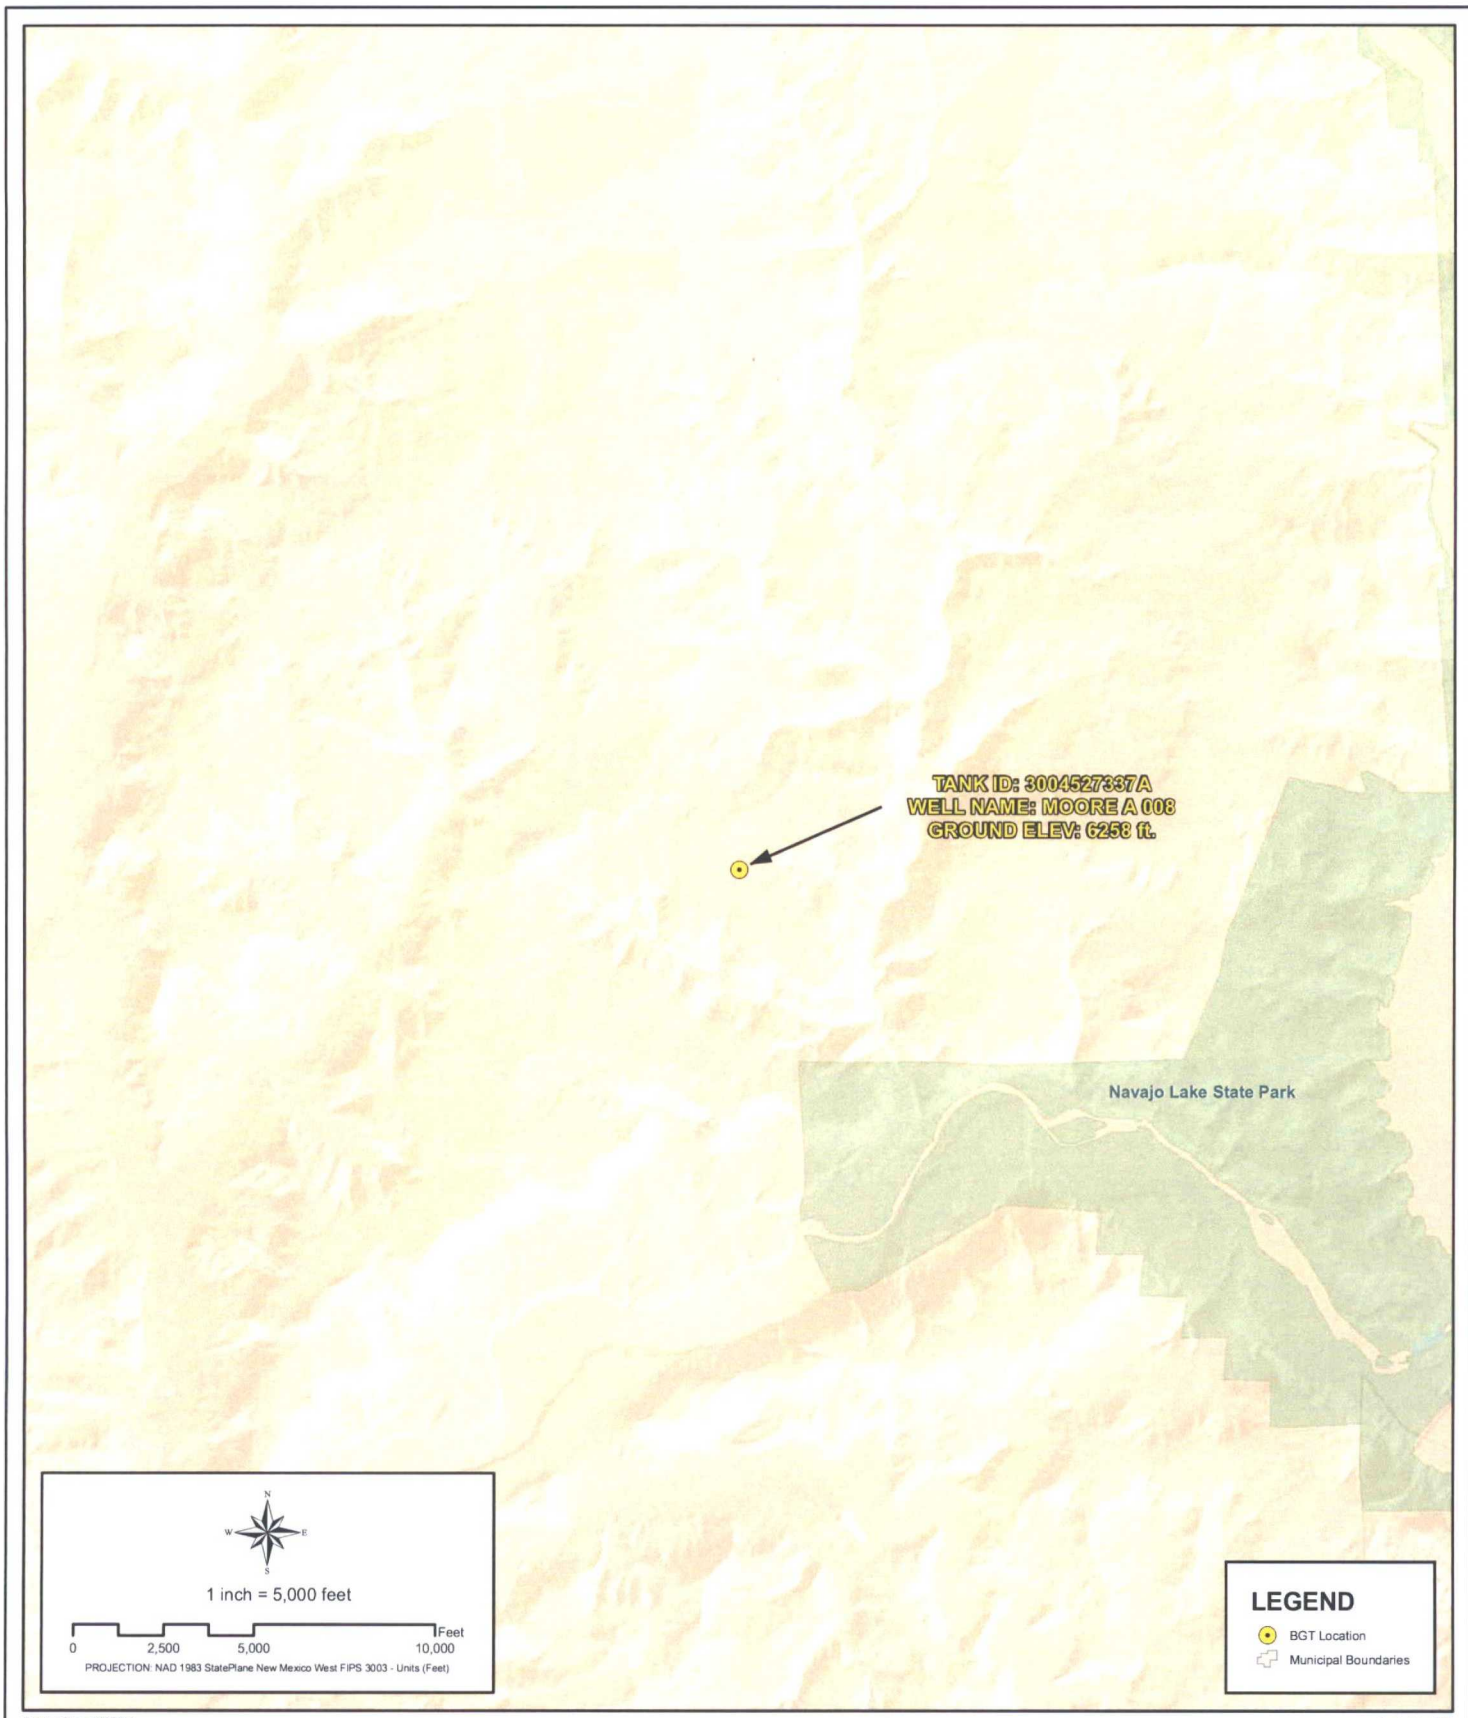 TANK ID: 3004527337A
WELL NAME: MOORE A 008
GROUND ELEV: 6258 ft.
Navajo Lake State Park
N
W E
S
1 inch = 5,000 feet
Feet
0 2,500 5,000 10,000
PROJECTION: NAD 1983 StatePlane New Mexico West FIPS 3003 - Units (Feet)
LEGEND
BGT Location
Municipal Boundaries